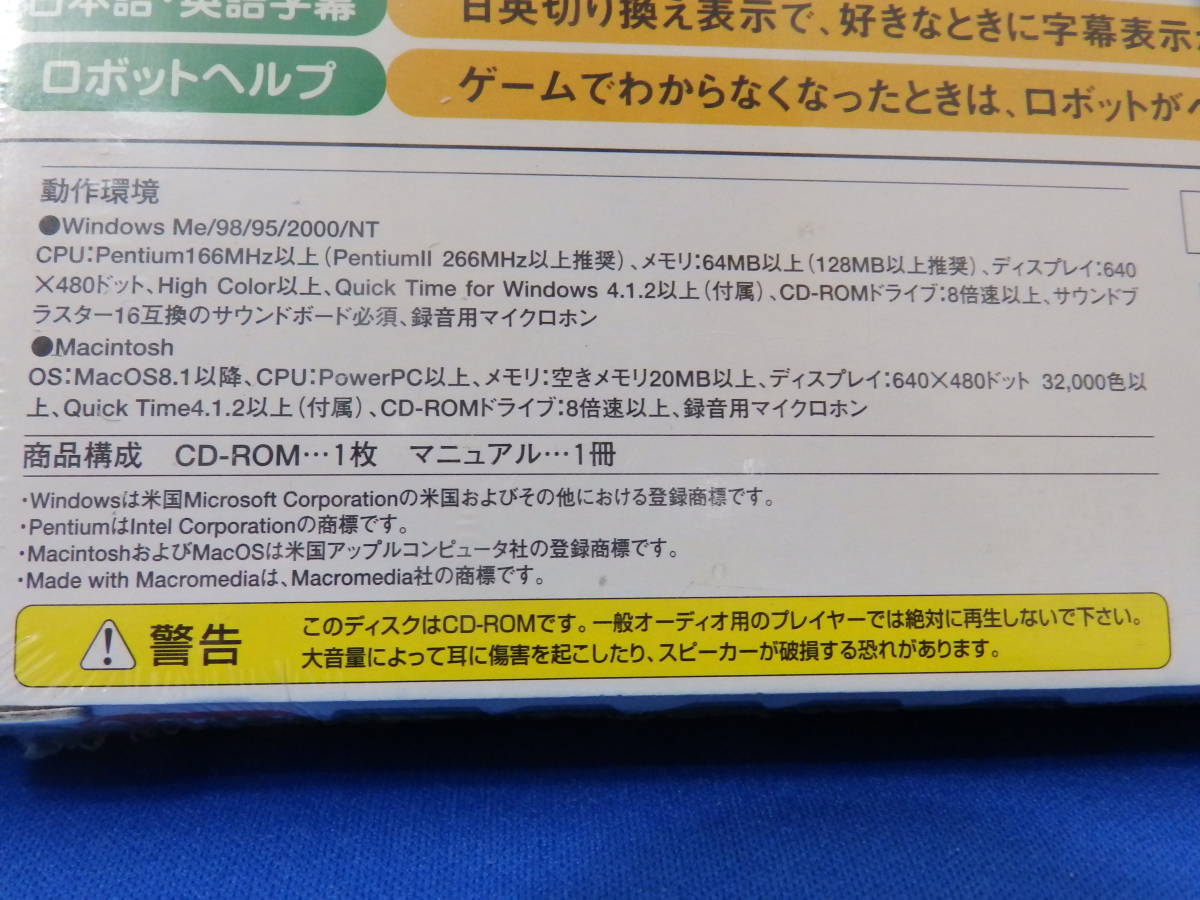 日本語・英語字幕
日英切り換え表示で、好きなときに字幕表示
ロボットヘルプ
ゲームでわからなくなったときは、ロボットが
動作環境
●Windows Me/98/95/2000/NT
CPU:Pentium166MHz以上(PentiumII 266MHz以上推奨)、メモリ:64MB以上(128MB以上推奨)、ディスプレイ:640
×480ドット、High Color以上、Quick Time for Windows 4.1.2以上(付属)、CD-ROMドライブ:8倍速以上、サウンドブ
ラスター16互換のサウンドボード必須、録音用マイクロホン
●Macintosh
OS:MacOS8.1以降、CPU:PowerPC以上、メモリ:空きメモリ20MB以上、ディスプレイ:640×480ドット 32,000色以
上、Quick Time4.1.2以上(付属)、CD-ROMドライブ:8倍速以上、録音用マイクロホン
商品構成 CD-ROM…1枚 マニュアル…1冊
・Windowsは米国Microsoft Corporationの米国およびその他における登録商標です。
・PentiumはIntel Corporationの商標です。
・MacintoshおよびMacOSは米国アップルコンピュータ社の登録商標です。
・Made with Macromediaは、Macromedia社の商標です。
警告
このディスクはCD-ROMです。一般オーディオ用のプレイヤーでは絶対に再生しないで下さい。
大音量によって耳に傷害を起こしたり、スピーカーが破損する恐れがあります。